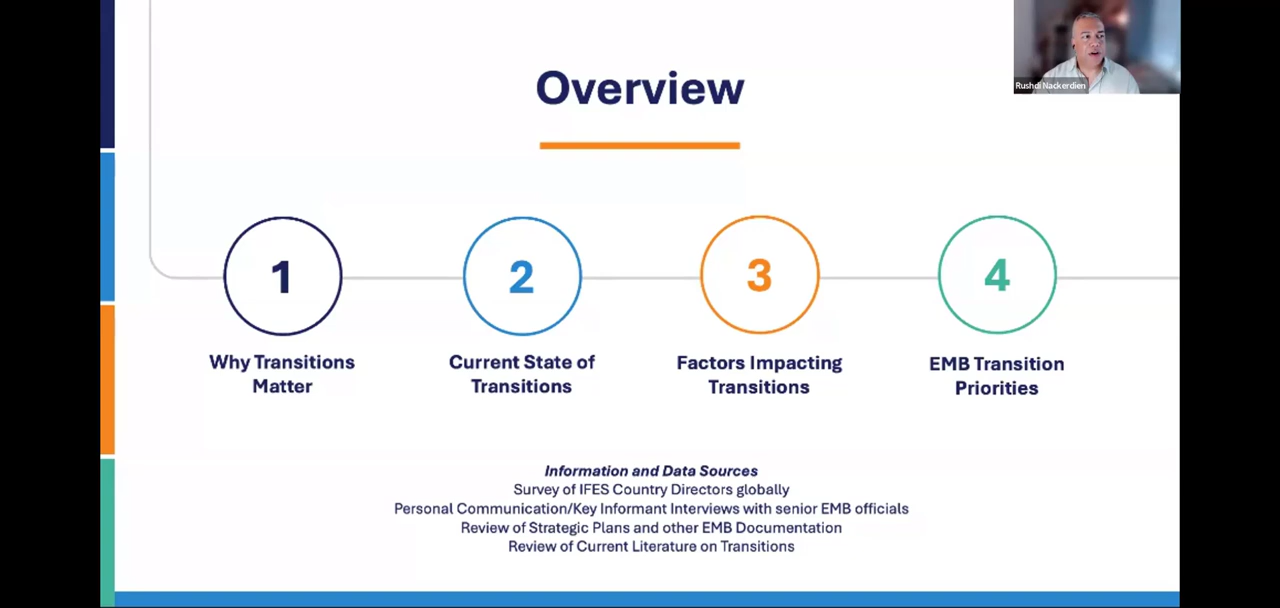 Overview
Rushdi Nackerdien
1
2
3
4
Why Transitions
Matter
Current State of
Transitions
Factors Impacting
Transitions
EMB Transition
Priorities
Information and Data Sources
Survey of IFES Country Directors globally
Personal Communication/Key Informant Interviews with senior EMB officials
Review of Strategic Plans and other EMB Documentation
Review of Current Literature on Transitions